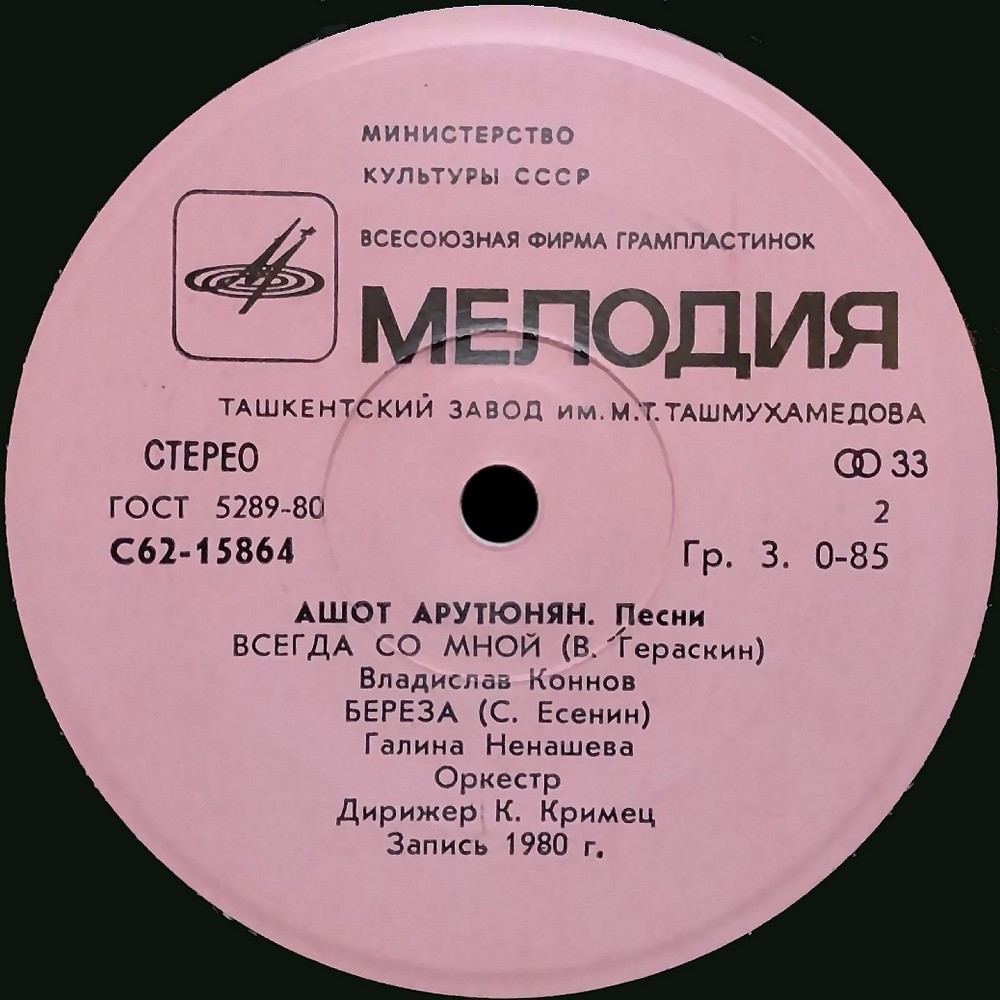 МИНИСТЕРСТВО
КУЛЬТУРЫ СССР
ВСЕСОЮЗНАЯ ФИРМА ГРАМПЛАСТИНОК
МЕЛОДИЯ
ТАШКЕНТСКИЙ ЗАВОД ИМ. М.Т. ТАШМУХАМЕДОВА
СТЕРЕО 33
ГОСТ 5289-80 2
С62-15864 Гр. 3. 0-85
АШОТ АРУТЮНЯН. Песни
ВСЕГДА СО МНОЙ (В. Гераскин)
Владислав Коннов
БЕРЕЗА (С. Есенин)
Галина Ненашева
Оркестр
Дирижер К. Кримец
Запись 1980 г.